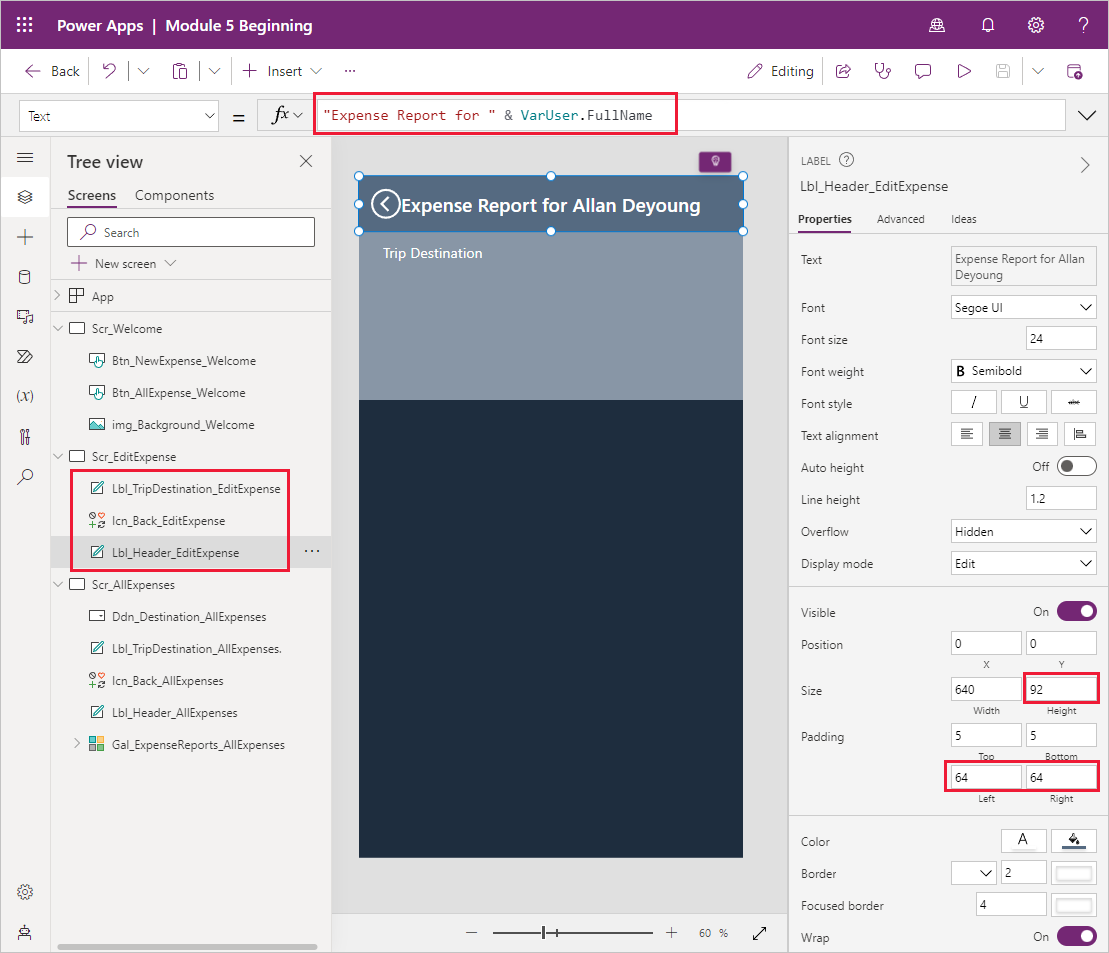 Power Apps | Module 5 Beginning
?
Back
Insert
...
Editing
Text
=
fx
"Expense Report for " & VarUser.FullName
Tree view
Screens
Components
Search
New screen
App
Scr_Welcome
Btn_NewExpense_Welcome
Btn_AllExpense_Welcome
img_Background_Welcome
Scr_EditExpense
Lbl_TripDestination_EditExpense
Icn_Back_EditExpense
Lbl_Header_EditExpense
...
Scr_AllExpenses
Ddn_Destination_AllExpenses
Lbl_TripDestination_AllExpenses.
Icn_Back_AllExpenses
Lbl_Header_AllExpenses
Gal_ExpenseReports_AllExpenses
(x)
Expense Report for Allan Deyoung
Trip Destination
60 %
LABEL ?
Lbl_Header_EditExpense
Properties
Advanced
Ideas
Text
Expense Report for Allan
Deyoung
Font
Segoe UI
Font size
24
Font weight
B Semibold
Font style
/ U abc
Text alignment
Auto height
Off
Line height
1.2
Overflow
Hidden
Display mode
Edit
Visible
On
Position
0 0
X Y
Size
640 92
Width Height
Padding
5 5
Top Bottom
64 64
Left Right
Color
A
Border
2
Focused border
4
Wrap
On